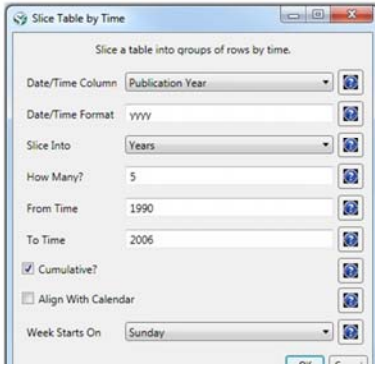 Slice Table by Time
Slice a table into groups of rows by time.
Date/Time Column Publication Year
Date/Time Format yyyy
Slice Into Years
How Many? 5
From Time 1990
To Time 2006
Cumulative?
Align With Calendar
Week Starts On Sunday